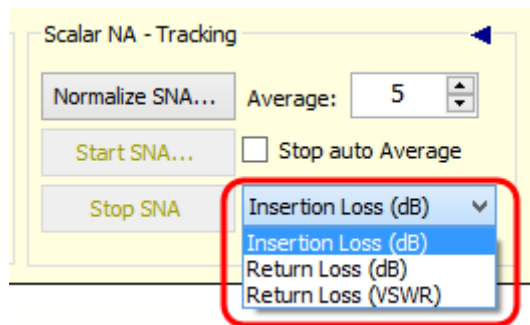 Scalar NA - Tracking
Normalize SNA...
Average:
5
Start SNA...
Stop auto Average
Stop SNA
Insertion Loss (dB)
Insertion Loss (dB)
Return Loss (dB)
Return Loss (VSWR)